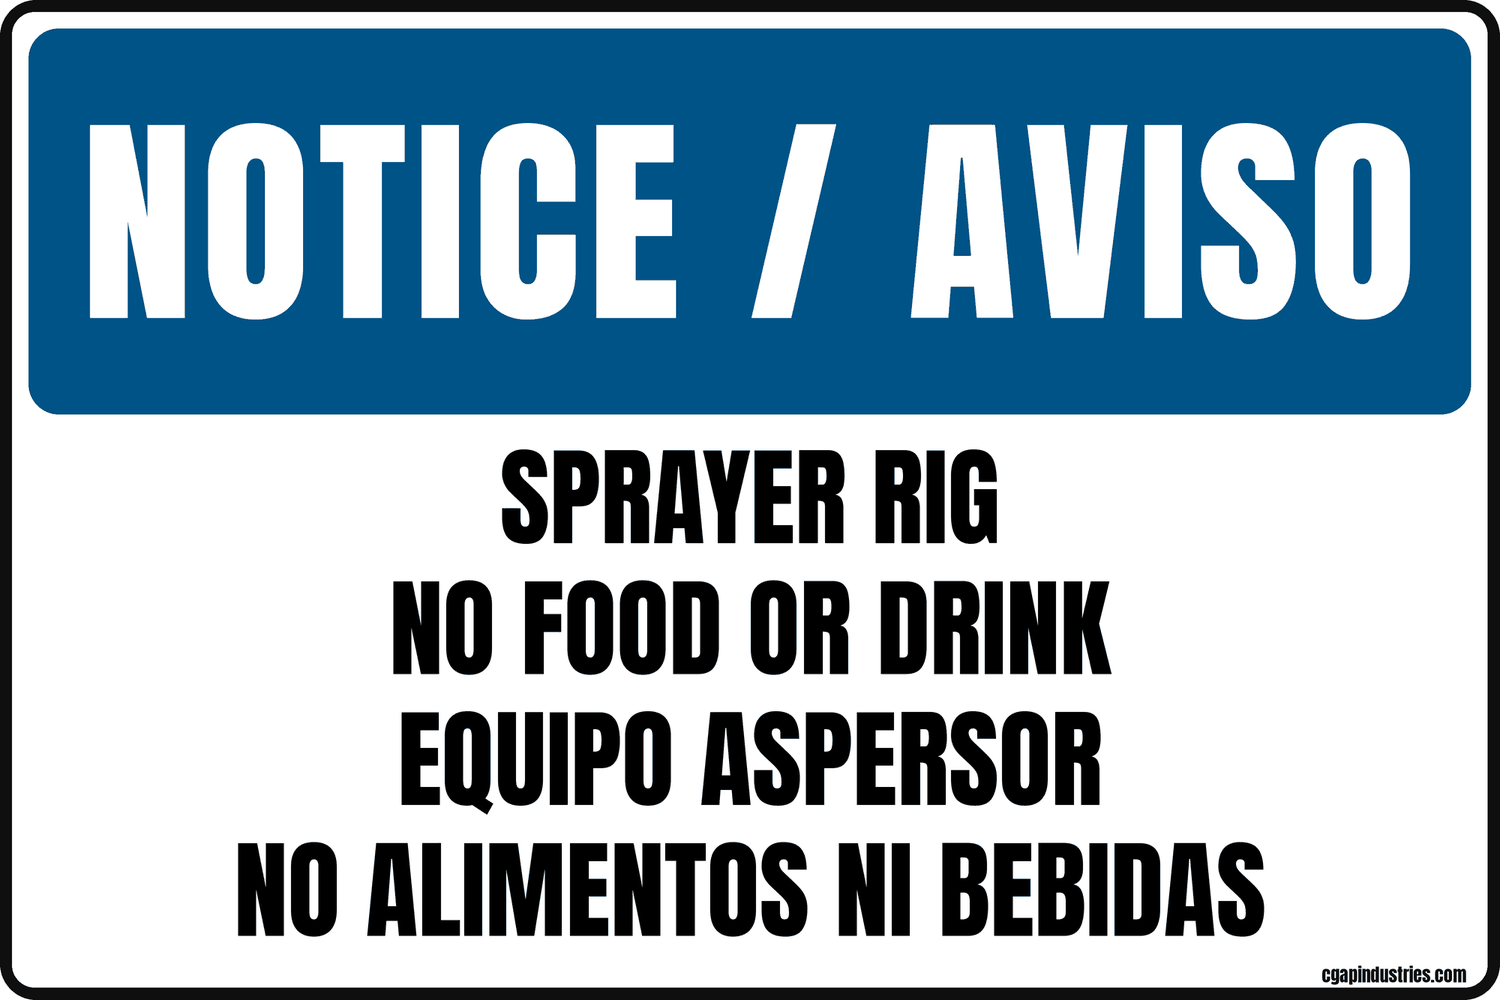 NOTICE / AVISO
SPRAYER RIG
NO FOOD OR DRINK
EQUIPO ASPERSOR
NO ALIMENTOS NI BEBIDAS
cgapindustries.com